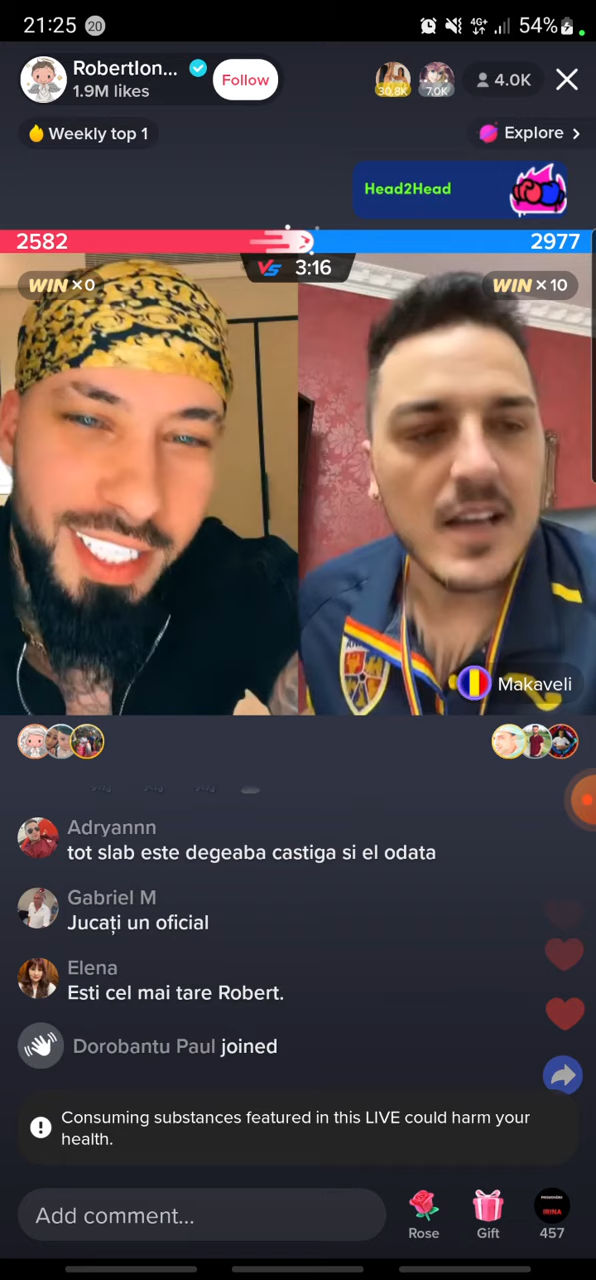 21:25 20 4G+ 54%
RobertIon...
1.9M likes
Follow
30.8K
7.0K
4.0K
Weekly top 1
Explore >
Head2Head
2582
2977
VS 3:16
WIN ×0
WIN × 10
Makaveli
Adryannn
tot slab este degeaba castiga si el odata
Gabriel M
Jucați un oficial
Elena
Esti cel mai tare Robert.
Dorobantu Paul joined
Consuming substances featured in this LIVE could harm your
health.
Add comment...
Rose
Gift
IRINA
457